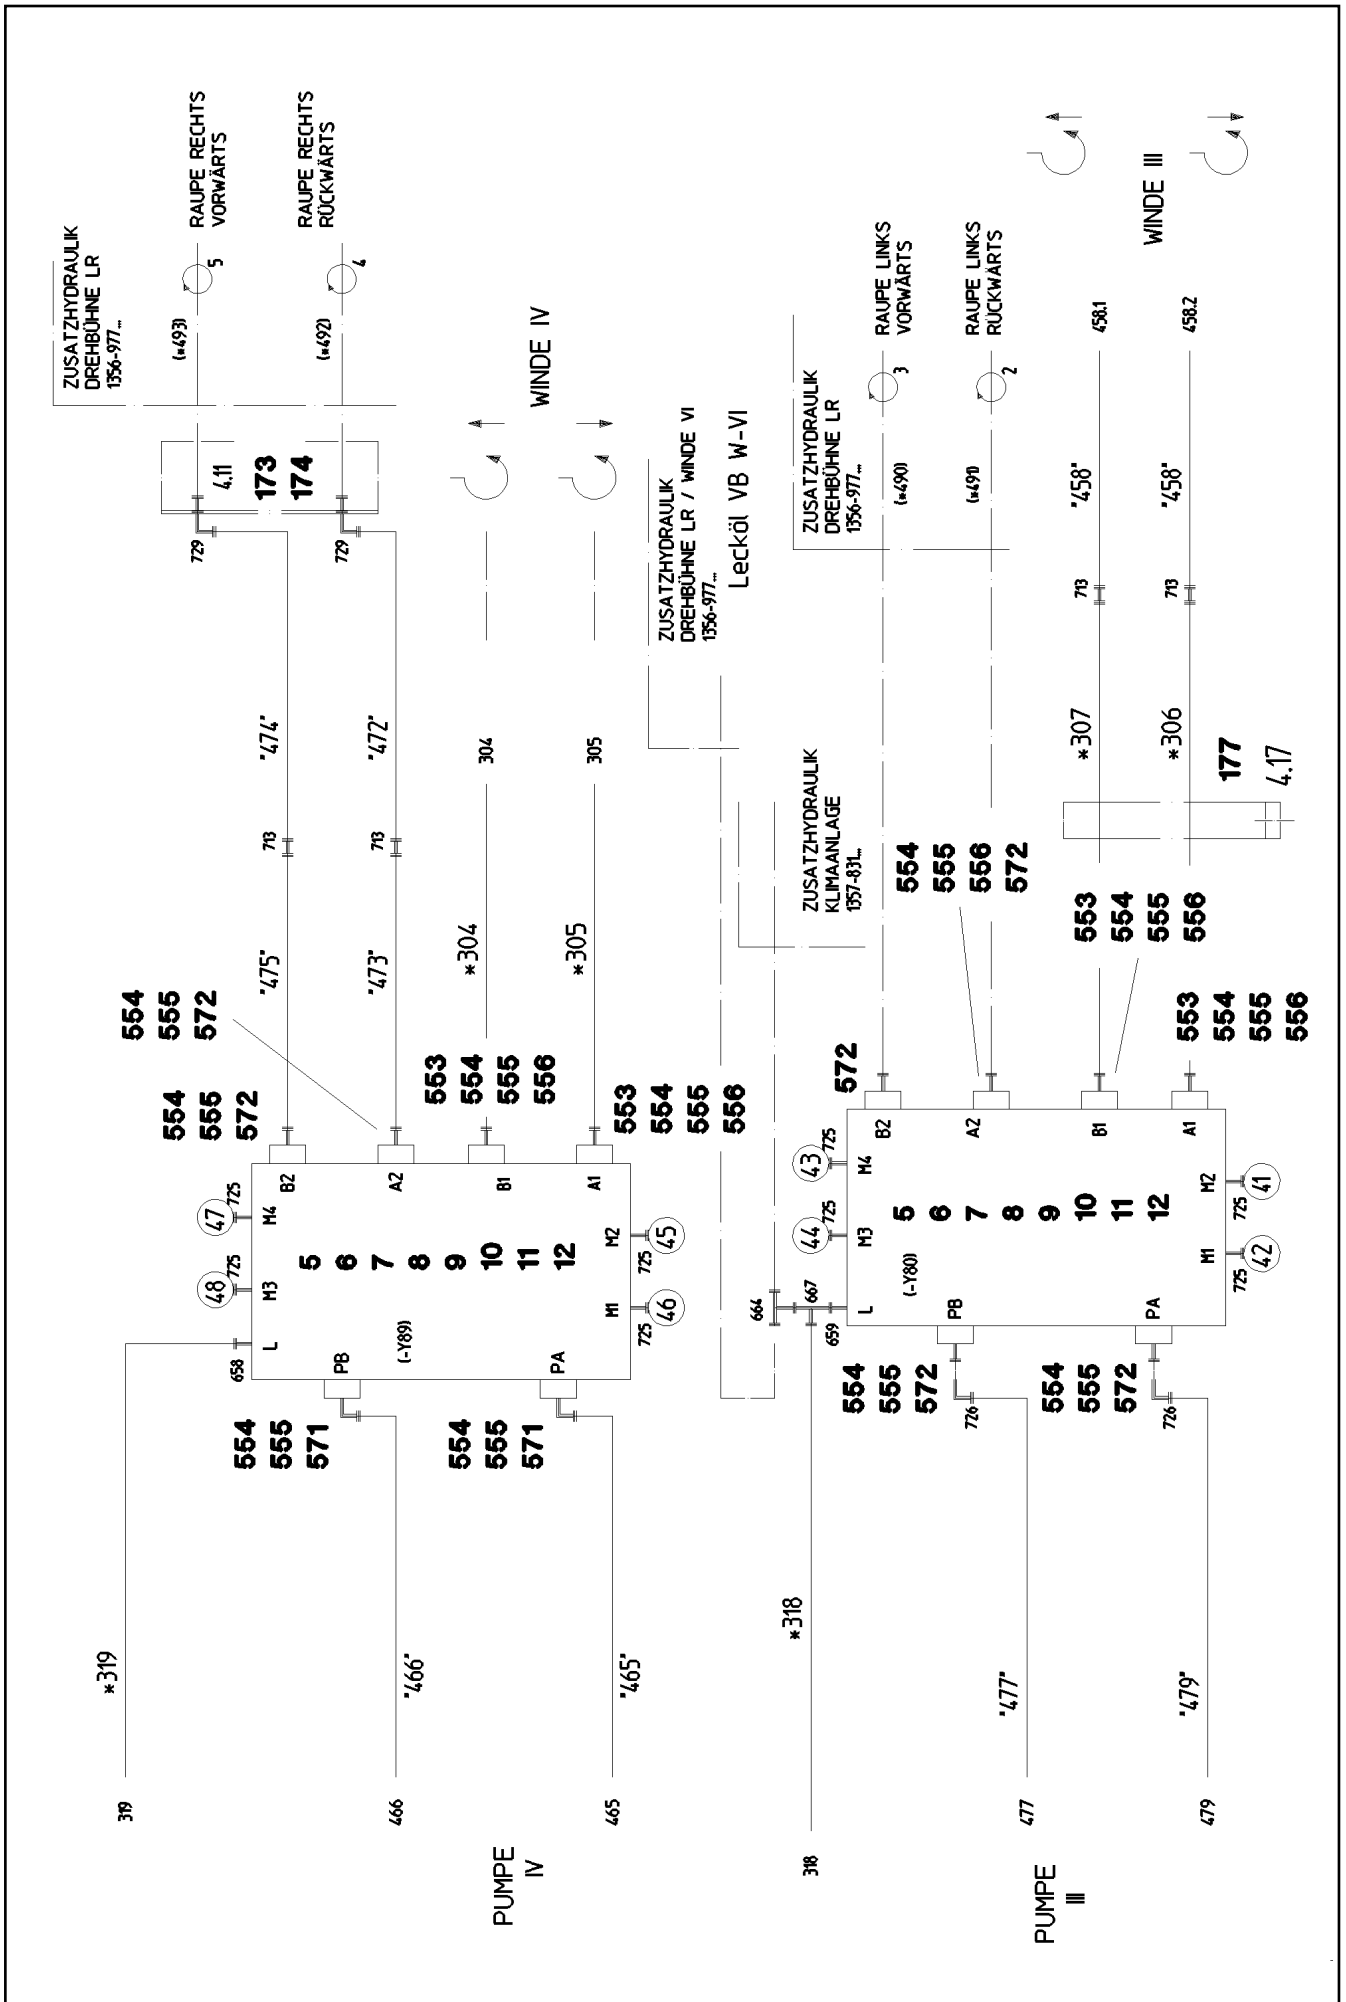 ZUSATZHYDRAULIK
DREHBÜHNE LR
1356-977...
RAUPE RECHTS
VORWÄRTS
RAUPE RECHTS
RÜCKWÄRTS
5
4
(*493)
(*492)
4.11
173
174
729
729
"474"
"472"
713
713
"475"
"473"
WINDE IV
304
305
*304
*305
554
555
572
554
555
572
553
554
555
556
553
554
555
556
B2
A2
B1
A1
47
725
M4
48
725
M3
M2
725
45
M1
725
46
5
6
7
8
9
10
11
12
(-Y89)
L
658
PB
PA
554
555
571
554
555
571
*319
"466"
"465"
319
466
465
PUMPE
IV
ZUSATZHYDRAULIK
DREHBÜHNE LR / WINDE VI
1356-977...
Lecköl VB W-VI
ZUSATZHYDRAULIK
DREHBÜHNE LR
1356-977...
ZUSATZHYDRAULIK
KLIMAANLAGE
1357-831...
RAUPE LINKS
VORWÄRTS
RAUPE LINKS
RÜCKWÄRTS
3
2
(*490)
(*491)
WINDE III
458.1
458.2
"458"
"458"
713
713
*307
*306
177
4.17
554
555
556
572
553
554
555
556
553
554
555
556
572
B2
A2
B1
A1
43
725
M4
44
725
M3
M2
725
41
M1
725
42
5
6
7
8
9
10
11
12
(-Y80)
L
664
667
659
PB
PA
554
555
572
554
555
572
726
726
*318
"477"
"479"
318
477
479
PUMPE
III